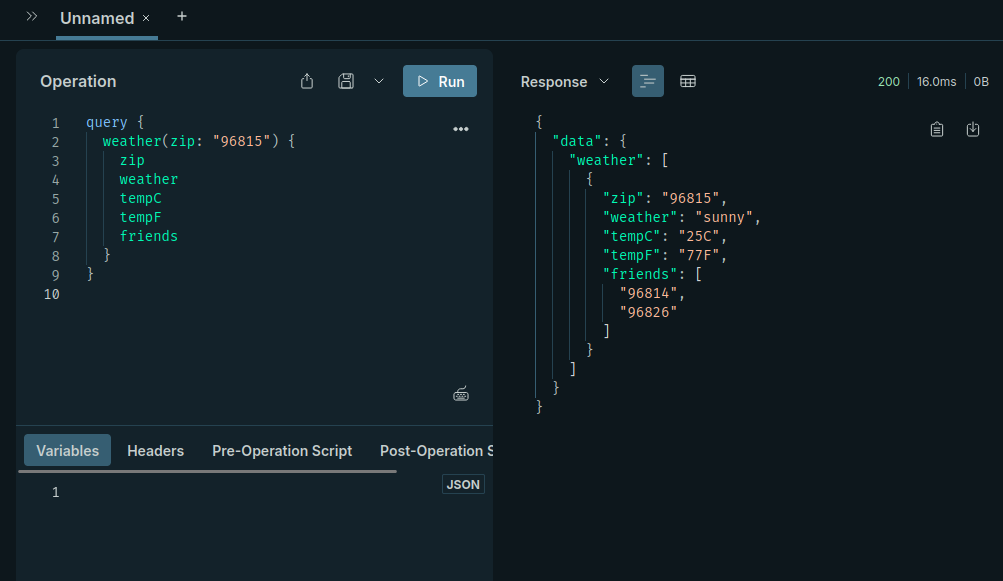 Unnamed × +
Operation
Run
1 query {
2 weather(zip: "96815") {
3 zip
4 weather
5 tempC
6 tempF
7 friends
8 }
9 }
10
Variables Headers Pre-Operation Script Post-Operation S
JSON
1
Response
200 16.0ms 0B
{
"data": {
"weather": [
{
"zip": "96815",
"weather": "sunny",
"tempC": "25C",
"tempF": "77F",
"friends": [
"96814",
"96826"
]
}
]
}
}